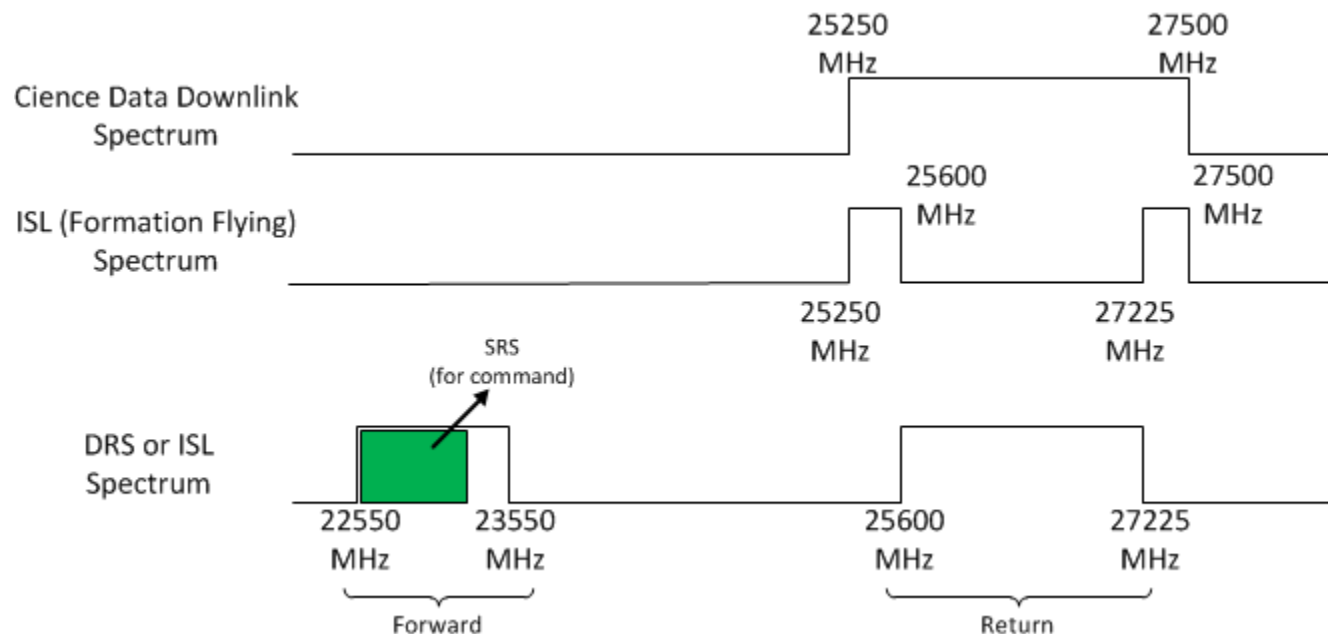 25250
MHz
27500
MHz
Cience Data Downlink
Spectrum
25600
MHz
27500
MHz
ISL (Formation Flying)
Spectrum
25250
MHz
27225
MHz
SRS
(for command)
DRS or ISL
Spectrum
22550
MHz
23550
MHz
25600
MHz
27225
MHz
Forward
Return